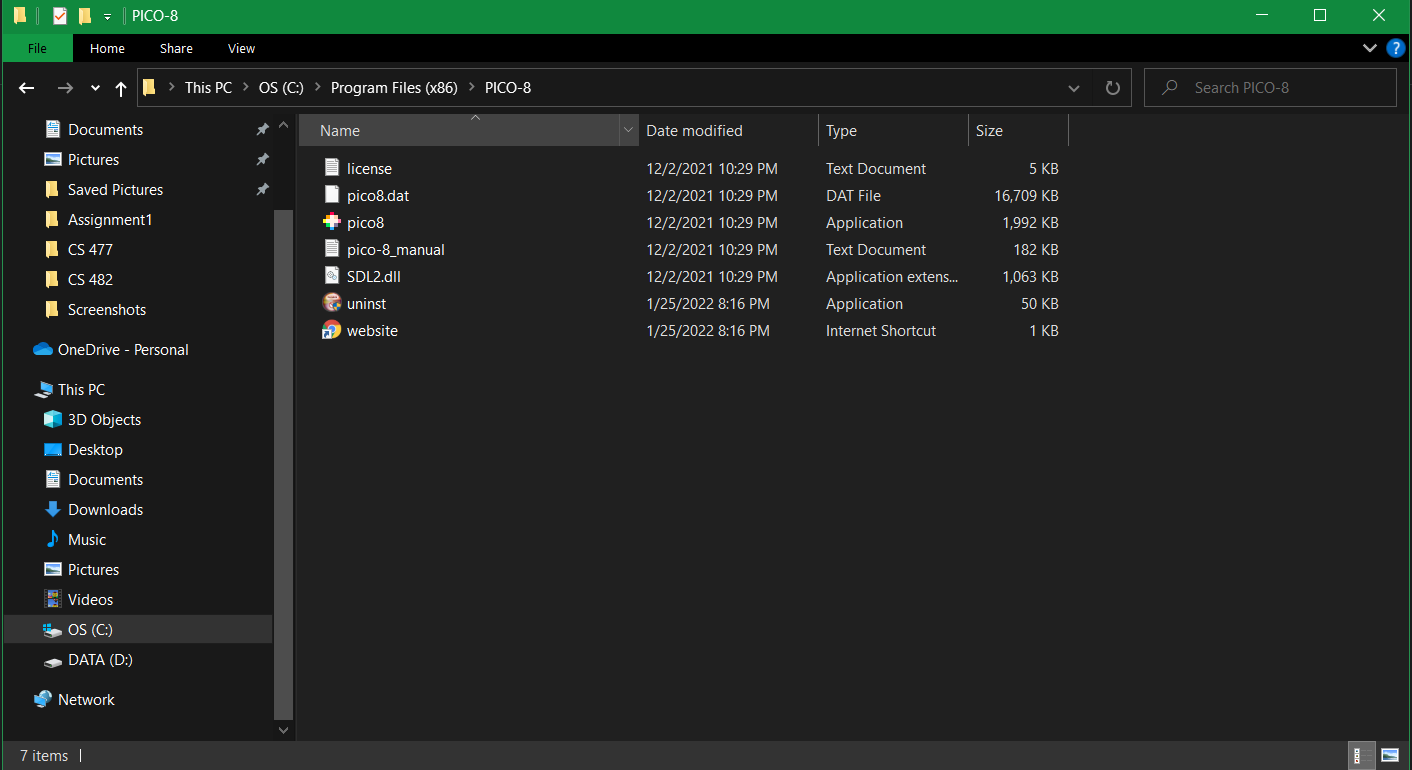 PICO-8
File Home Share View
This PC OS (C:) Program Files (x86) PICO-8
Search PICO-8
Documents
Pictures
Saved Pictures
Assignment1
CS 477
CS 482
Screenshots
OneDrive - Personal
This PC
3D Objects
Desktop
Documents
Downloads
Music
Pictures
Videos
OS (C:)
DATA (D:)
Network
Name Date modified Type Size
license 12/2/2021 10:29 PM Text Document 5 KB
pico8.dat 12/2/2021 10:29 PM DAT File 16,709 KB
pico8 12/2/2021 10:29 PM Application 1,992 KB
pico-8_manual 12/2/2021 10:29 PM Text Document 182 KB
SDL2.dll 12/2/2021 10:29 PM Application extens... 1,063 KB
uninst 1/25/2022 8:16 PM Application 50 KB
website 1/25/2022 8:16 PM Internet Shortcut 1 KB
7 items